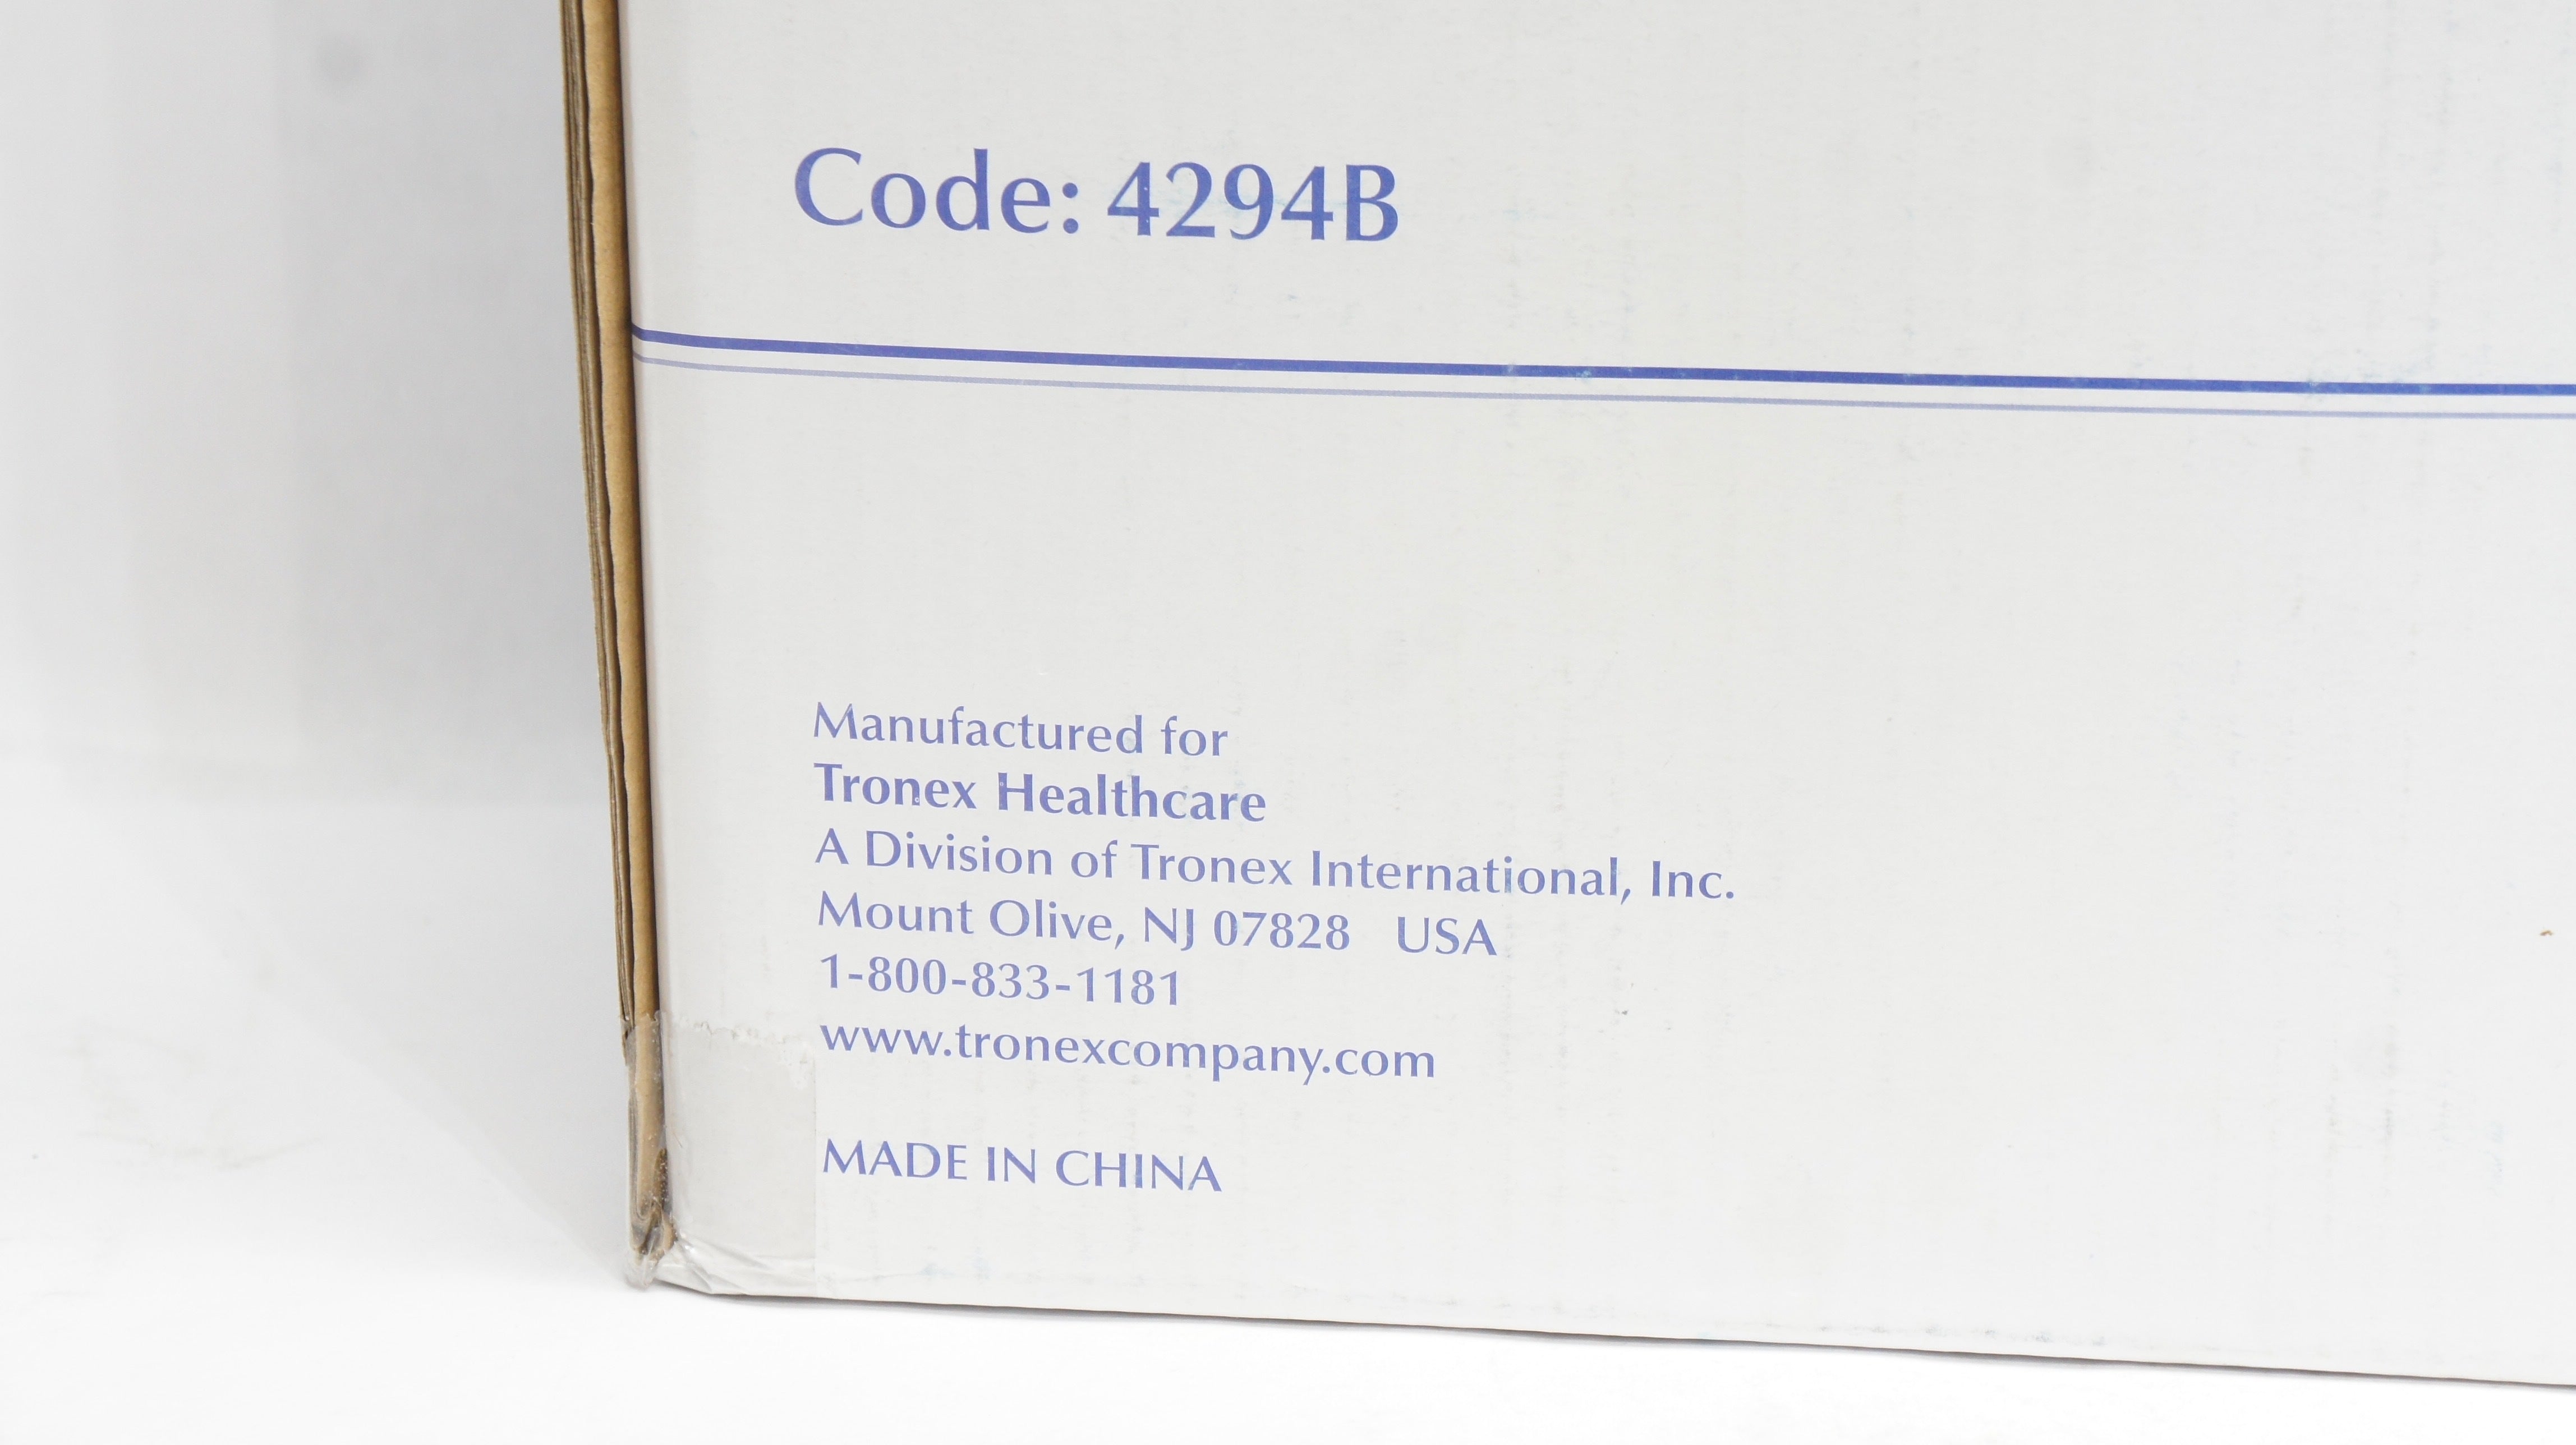 Code: 4294B
Manufactured for
Tronex Healthcare
A Division of Tronex International, Inc.
Mount Olive, NJ 07828 USA
1-800-833-1181
www.tronexcompany.com
MADE IN CHINA